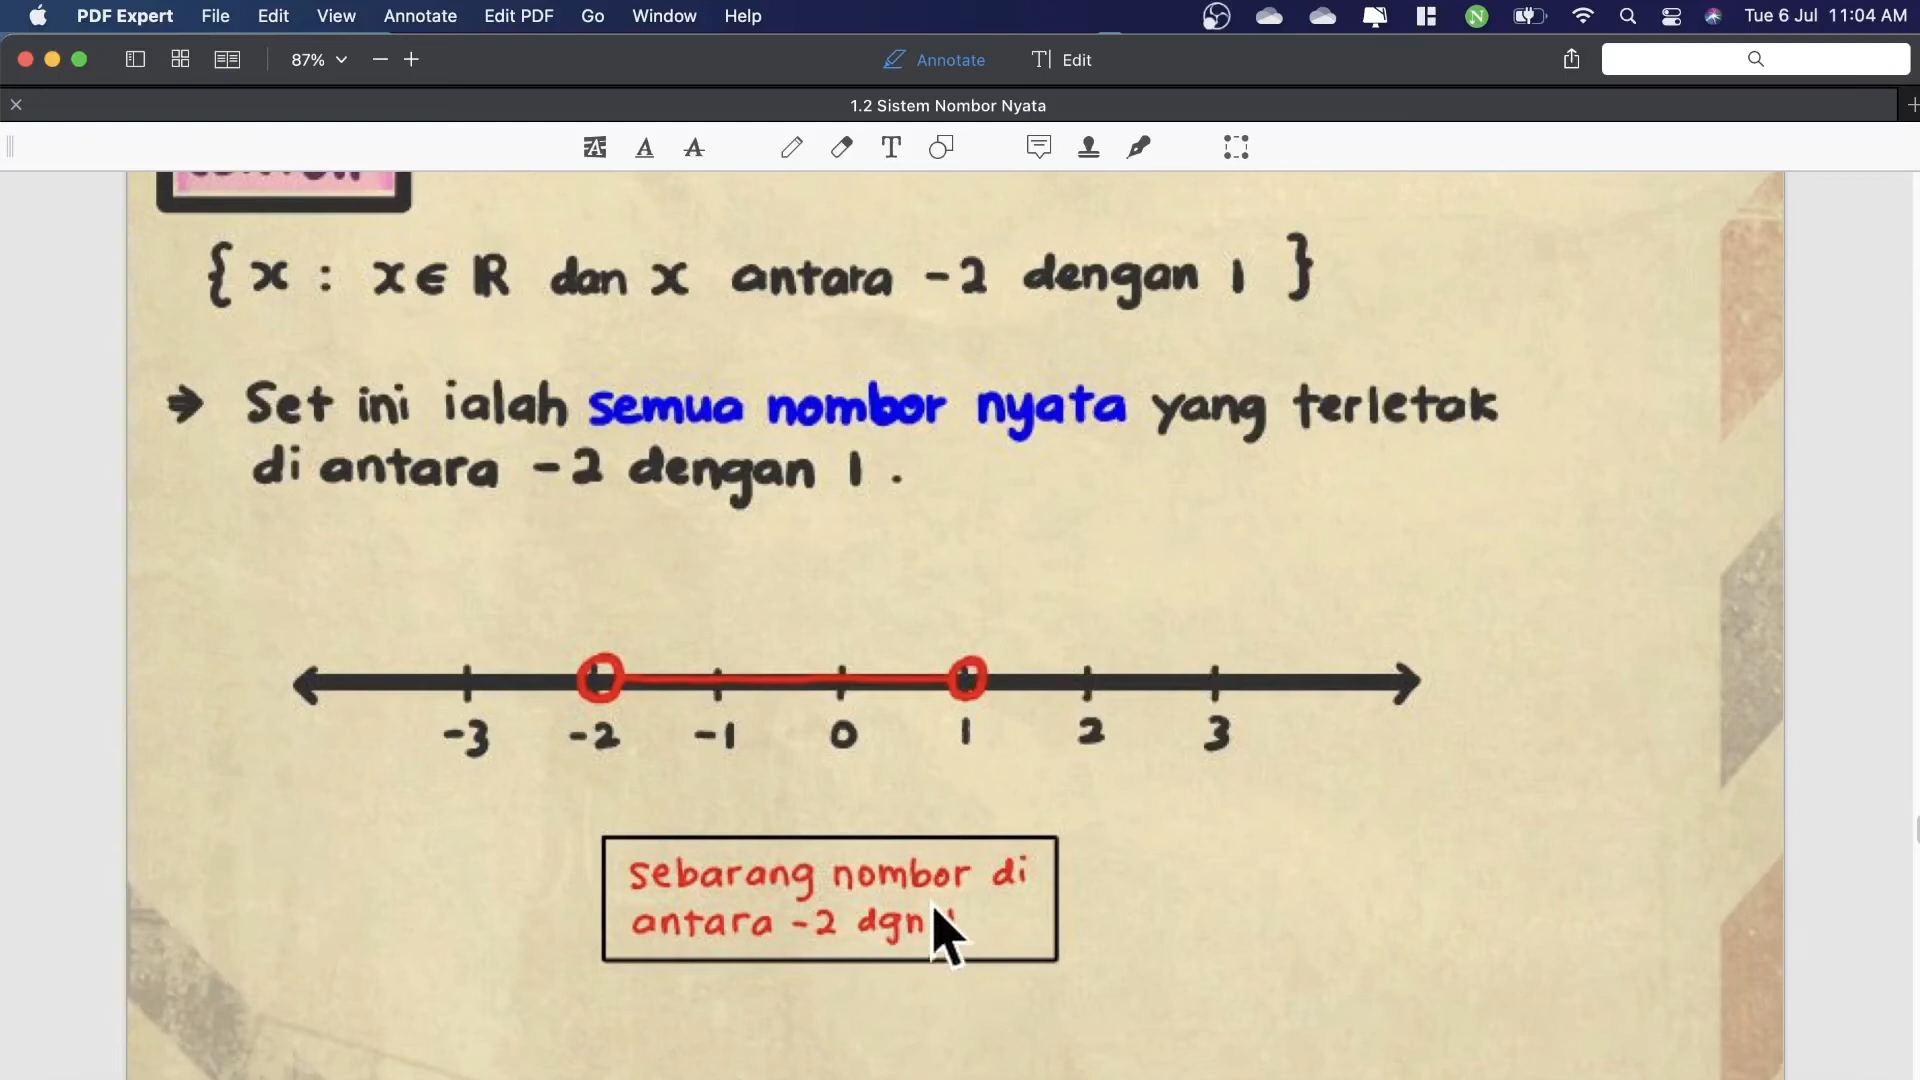 PDF Expert File Edit View Annotate Edit PDF Go Window Help Tue 6 Jul 11:04 AM
87% Annotate Edit
1.2 Sistem Nombor Nyata
{ x : x ∈ ℝ dan x antara -2 dengan 1 }
⇒ Set ini ialah semua nombor nyata yang terletak
di antara -2 dengan 1 .
-3 -2 -1 0 1 2 3
sebarang nombor di
antara -2 dgn